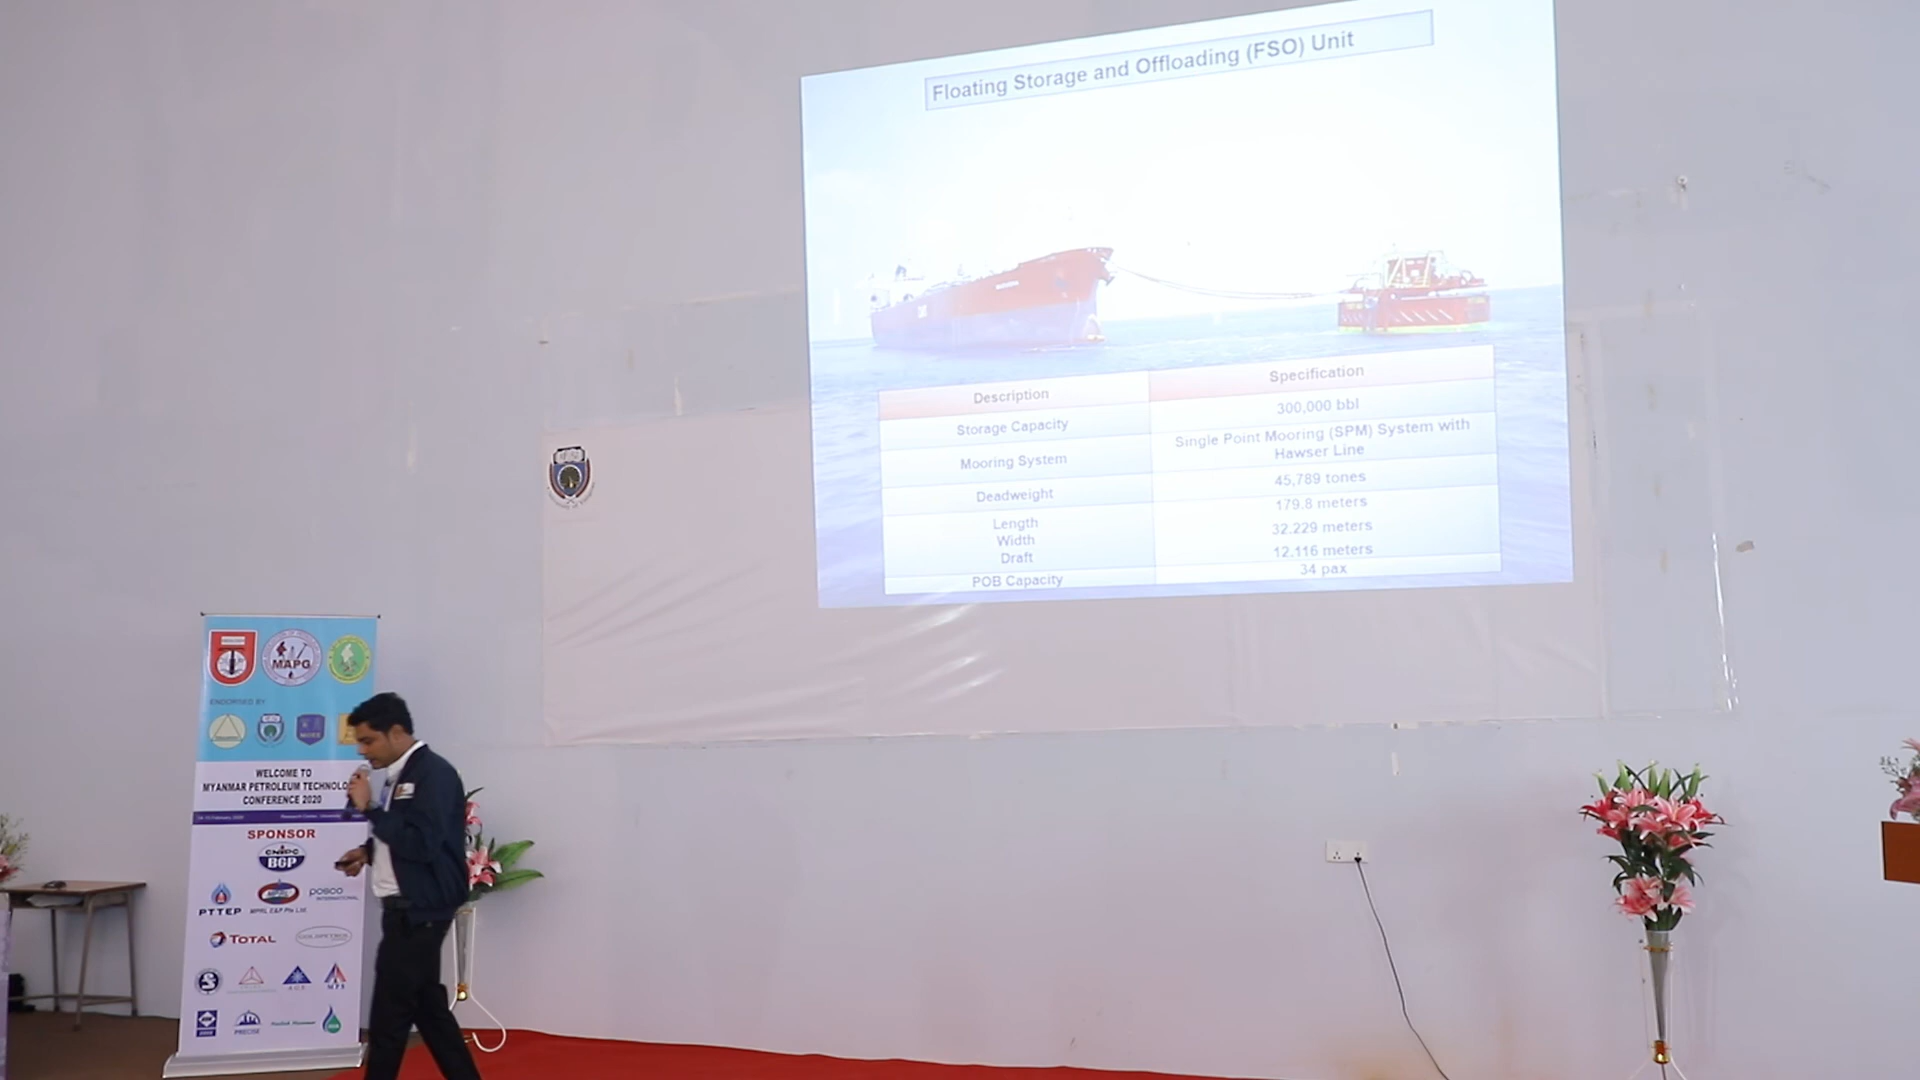 Floating Storage and Offloading (FSO) Unit
Description
Specification
Storage Capacity
300,000 bbl
Mooring System
Single Point Mooring (SPM) System with
Hawser Line
Deadweight
45,789 tones
Length
179.8 meters
Width
32.229 meters
Draft
12.116 meters
POB Capacity
34 pax
MAPG
ENDORSED BY
WELCOME TO
MYANMAR PETROLEUM TECHNOLO
CONFERENCE 2020
SPONSOR
CNPC
BGP
PTTEP
MPRL E&P Pte Ltd.
posco
INTERNATIONAL
TOTAL
GOLDPETROL
PRECISE